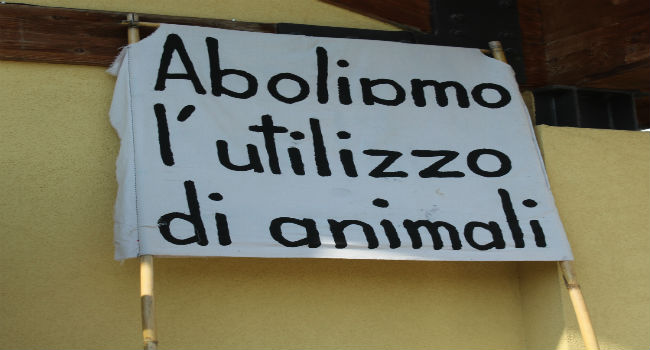 Aboliamo
l'utilizzo
di animali